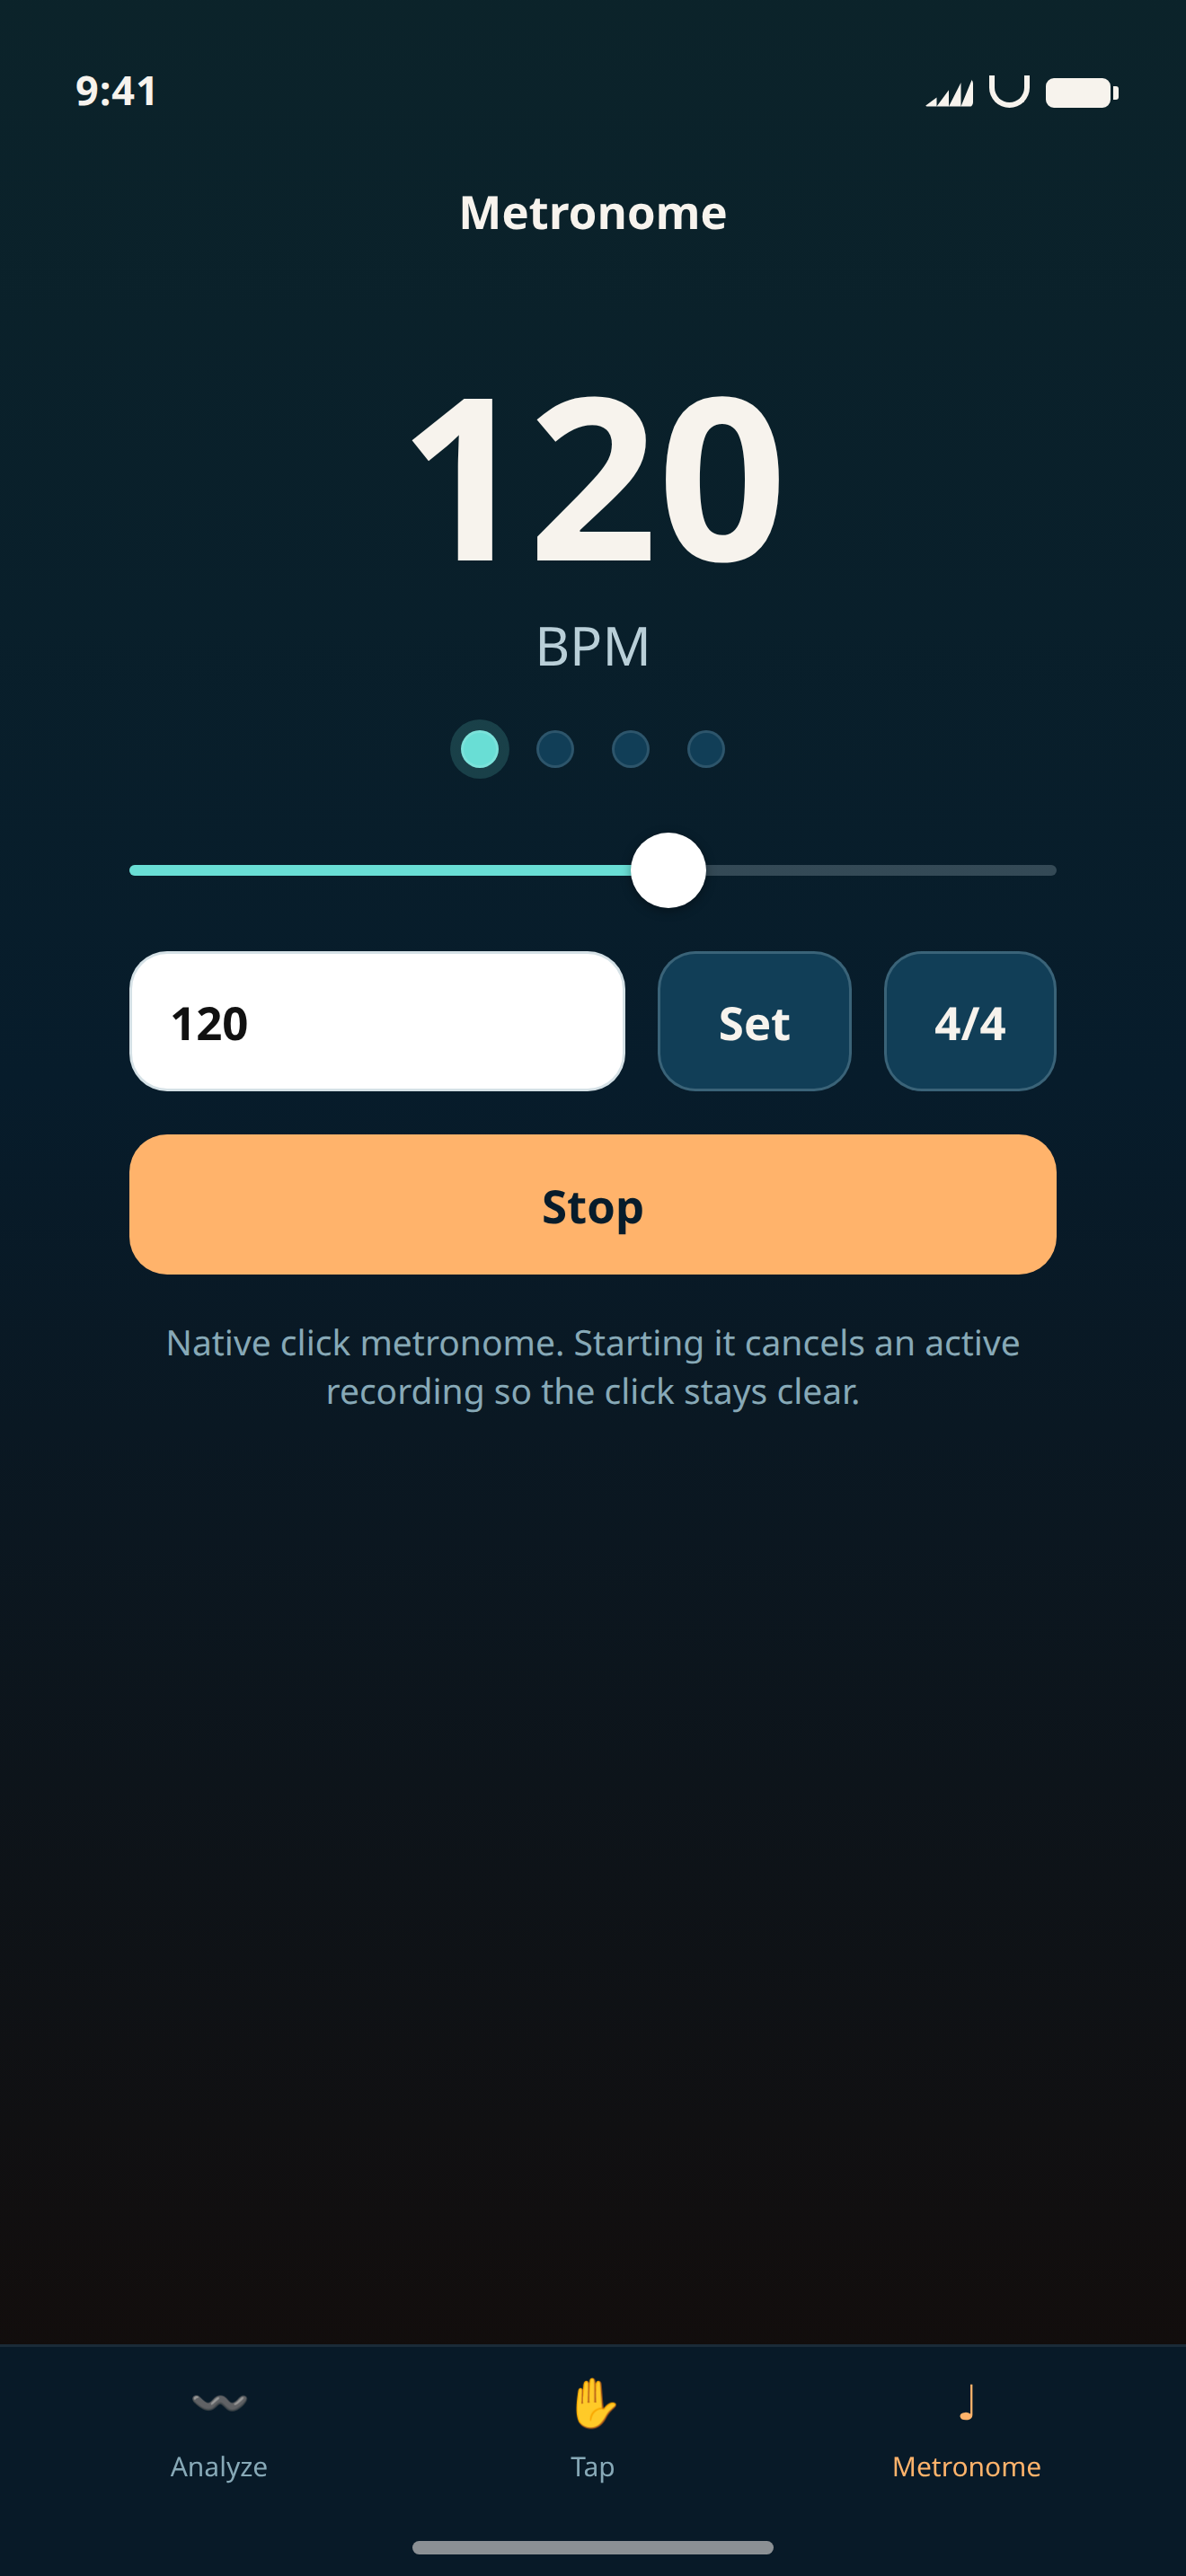 9:41
Metronome
120
BPM
120
Set
4/4
Stop
Native click metronome. Starting it cancels an active
recording so the click stays clear.
Analyze
Tap
Metronome